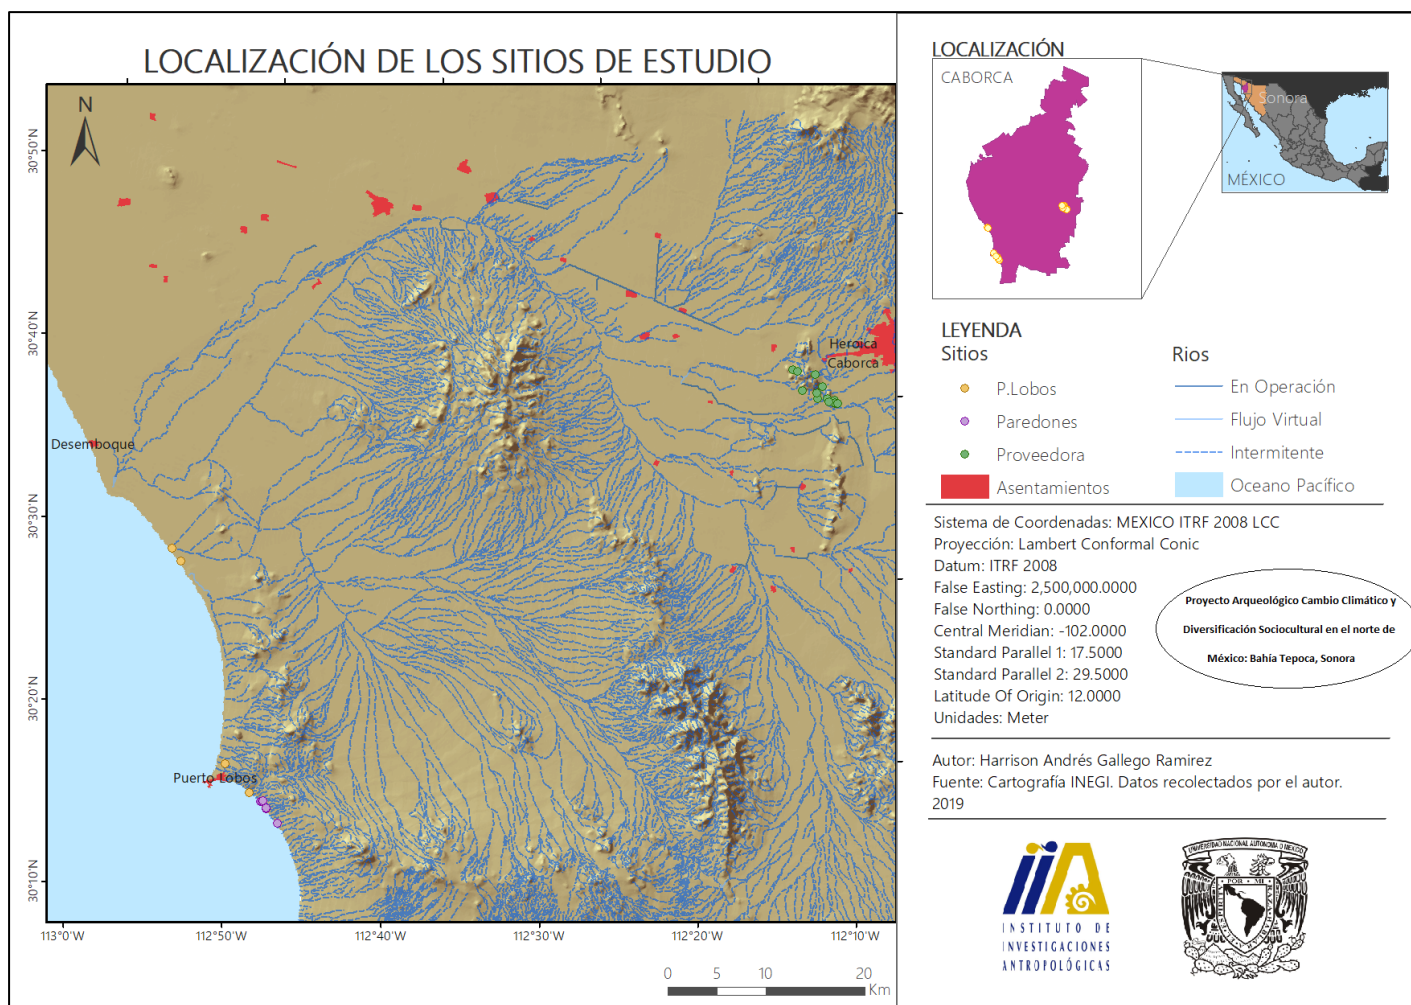 LOCALIZACIÓN DE LOS SITIOS DE ESTUDIO
N
30°50'N
30°40'N
30°30'N
30°20'N
30°10'N
113°0'W
112°50'W
112°40'W
112°30'W
112°20'W
112°10'W
Heroica
Caborca
Desemboque
Puerto Lobos
0 5 10 20
Km
LOCALIZACIÓN
CABORCA
Sonora
MÉXICO
LEYENDA
Sitios
P.Lobos
Paredones
Proveedora
Asentamientos
Rios
En Operación
Flujo Virtual
Intermitente
Oceano Pacífico
Sistema de Coordenadas: MEXICO ITRF 2008 LCC
Proyección: Lambert Conformal Conic
Datum: ITRF 2008
False Easting: 2,500,000.0000
False Northing: 0.0000
Central Meridian: -102.0000
Standard Parallel 1: 17.5000
Standard Parallel 2: 29.5000
Latitude Of Origin: 12.0000
Unidades: Meter
Proyecto Arqueológico Cambio Climático y
Diversificación Sociocultural en el norte de
México: Bahía Tepoca, Sonora
Autor: Harrison Andrés Gallego Ramirez
Fuente: Cartografía INEGI. Datos recolectados por el autor.
2019
iiA
INSTITUTO DE
INVESTIGACIONES
ANTROPOLÓGICAS
UNIVERSIDAD NACIONAL AUTONOMA D MEXICO
POR MI